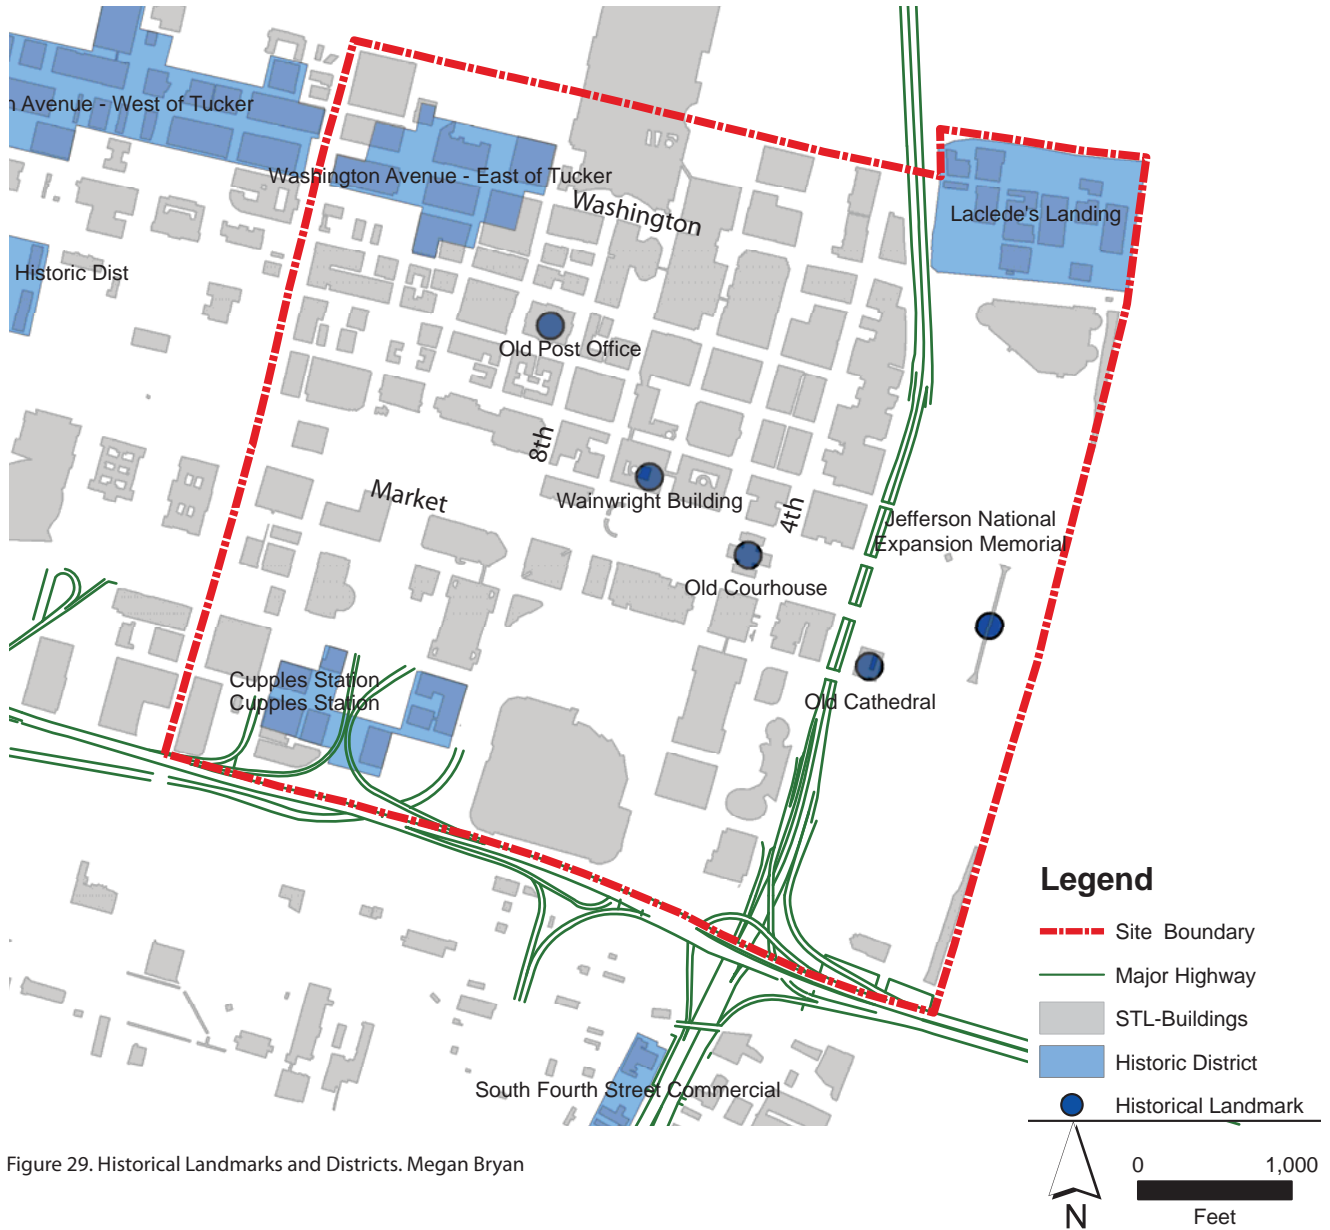 n Avenue - West of Tucker
Washington Avenue - East of Tucker
Washington
Laclede's Landing
Historic Dist
Old Post Office
8th
Market
Wainwright Building
4th
Jefferson National
Expansion Memorial
Old Courhouse
Cupples Station
Cupples Station
Old Cathedral
South Fourth Street Commercial
Legend
Site Boundary
Major Highway
STL-Buildings
Historic District
Historical Landmark
N
0 1,000
Feet
Figure 29. Historical Landmarks and Districts. Megan Bryan